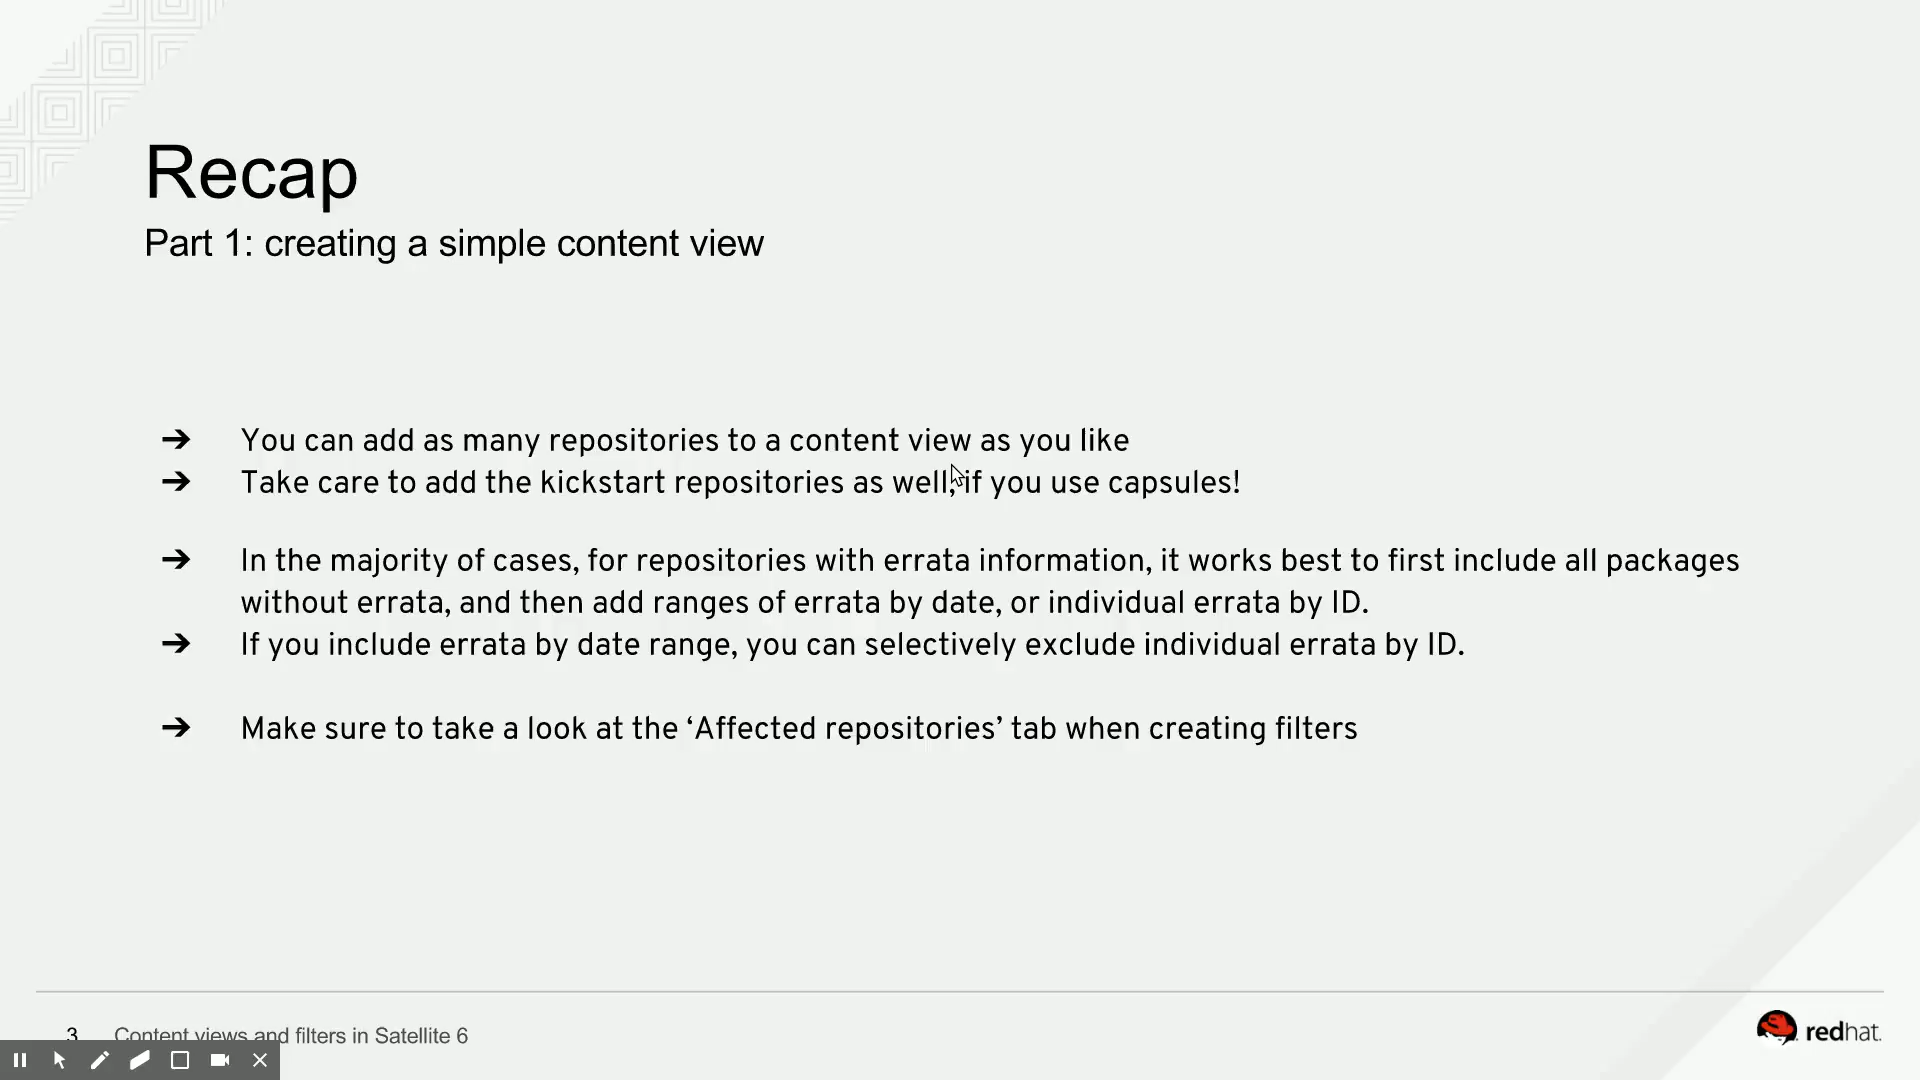 Recap
Part 1: creating a simple content view
➔ You can add as many repositories to a content view as you like
➔ Take care to add the kickstart repositories as well, if you use capsules!
➔ In the majority of cases, for repositories with errata information, it works best to first include all packages
without errata, and then add ranges of errata by date, or individual errata by ID.
➔ If you include errata by date range, you can selectively exclude individual errata by ID.
➔ Make sure to take a look at the ‘Affected repositories’ tab when creating filters
3 Content views and filters in Satellite 6
redhat.